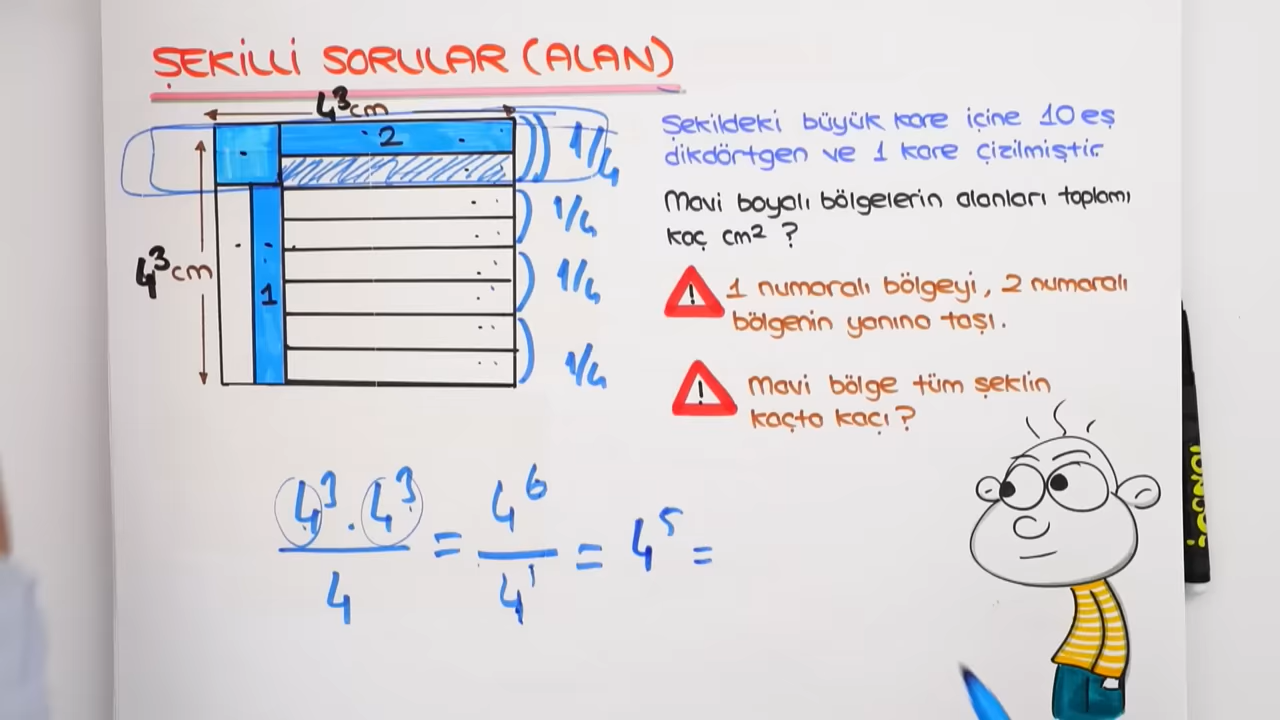 ŞEKİLLİ SORULAR (ALAN)
4³cm
2
1/4
1/4
4³cm
1/4
1
1/4
Şekildeki büyük kare içine 10 eş
dikdörtgen ve 1 kare çizilmiştir.
Mavi boyalı bölgelerin alanları toplamı
kaç cm² ?
! 1 numaralı bölgeyi, 2 numaralı
bölgenin yanına taşı.
! Mavi bölge tüm şeklin
kaçta kaçı?
4³ . 4³ / 4 = 4⁶ / 4¹ = 4⁵ =